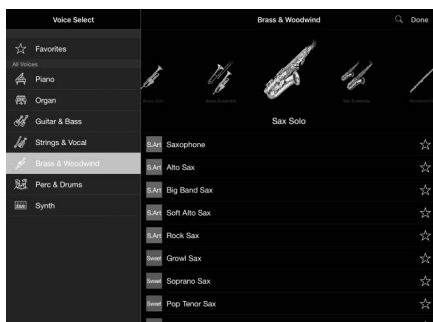 Voice Select
Brass & Woodwind
Done
Favorites
All Voices
Piano
Organ
Guitar & Bass
Strings & Vocal
Brass & Woodwind
Perc & Drums
Synth
Sax Solo
S.Art Saxophone
S.Art Alto Sax
S.Art Big Band Sax
S.Art Soft Alto Sax
S.Art Rock Sax
Sweet Growl Sax
Sweet Soprano Sax
Sweet Pop Tenor Sax